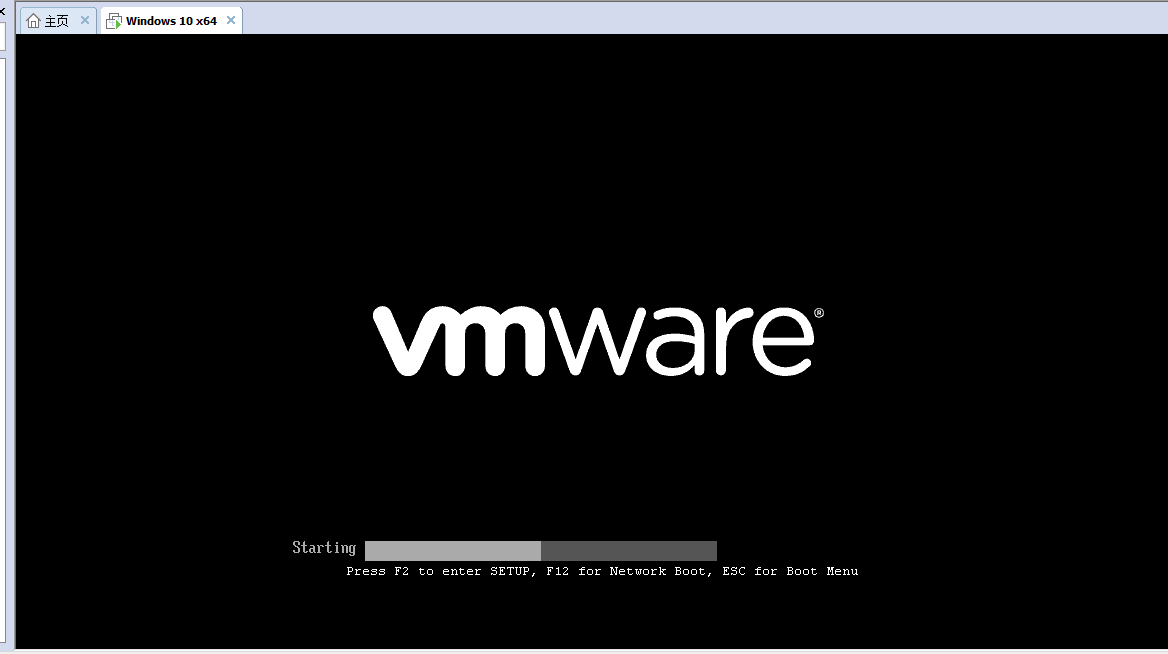 主页
Windows 10 x64
vmware®
Starting
Press F2 to enter SETUP, F12 for Network Boot, ESC for Boot Menu